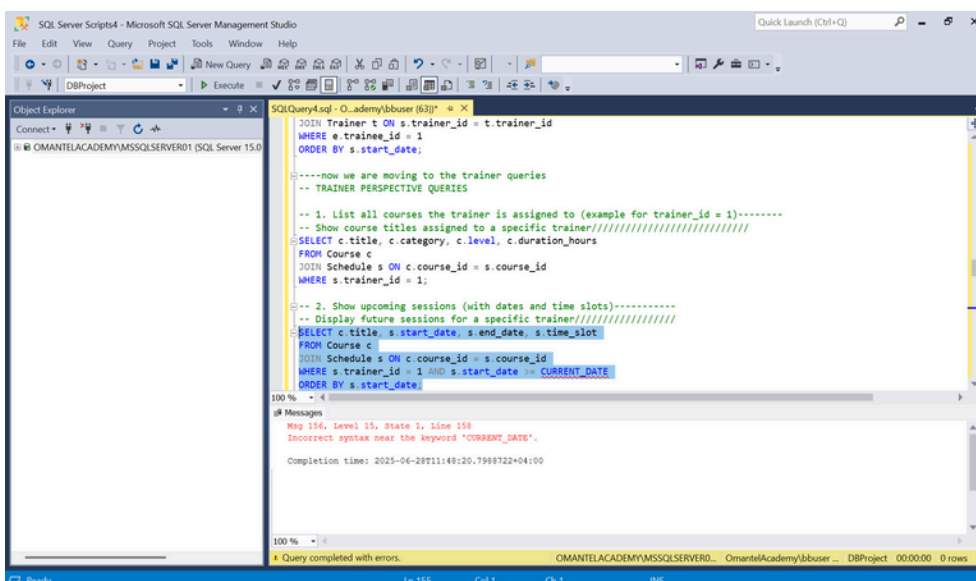 SQL Server Scripts4 - Microsoft SQL Server Management Studio
Quick Launch (Ctrl+Q)
File Edit View Query Project Tools Window Help
New Query
DBProject
Execute
Object Explorer
SQLQuery4.sql - O...ademy\bbuser (63))*
Connect
OMANTELACADEMY\MSSQLSERVER01 (SQL Server 15.0
JOIN Trainer t ON s.trainer_id = t.trainer_id
WHERE e.trainee_id = 1
ORDER BY s.start_date;
----now we are moving to the trainer queries
-- TRAINER PERSPECTIVE QUERIES
-- 1. List all courses the trainer is assigned to (example for trainer_id = 1)--------
-- Show course titles assigned to a specific trainer////////////////////////////
SELECT c.title, c.category, c.level, c.duration_hours
FROM Course c
JOIN Schedule s ON c.course_id = s.course_id
WHERE s.trainer_id = 1;
-- 2. Show upcoming sessions (with dates and time slots)-----------
-- Display future sessions for a specific trainer//////////////////
SELECT c.title, s.start_date, s.end_date, s.time_slot
FROM Course c
JOIN Schedule s ON c.course_id = s.course_id
WHERE s.trainer_id = 1 AND s.start_date >= CURRENT_DATE
ORDER BY s.start_date;
100 %
Messages
Msg 156, Level 15, State 1, Line 158
Incorrect syntax near the keyword 'CURRENT_DATE'.
Completion time: 2025-06-28T11:48:20.7988722+04:00
100 %
Query completed with errors.
OMANTELACADEMY\MSSQLSERVER0... OmantelAcademy\bbuser ... DBProject 00:00:00 0 rows
Ready Ln 155 Col 1 Ch 1 INS